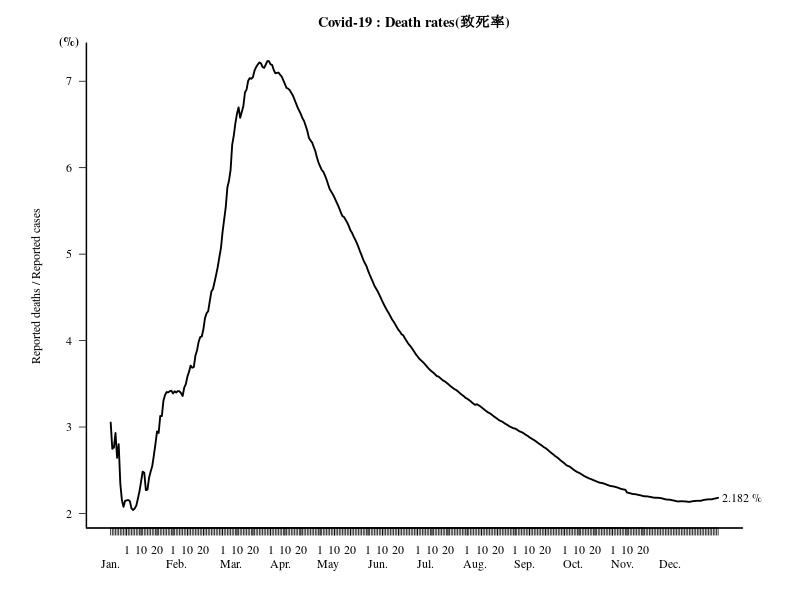 Covid-19 : Death rates(致死率)
(%)
7
6
5
4
3
2
Reported deaths / Reported cases
2.182 %
1 10 20 1 10 20 1 10 20 1 10 20 1 10 20 1 10 20 1 10 20 1 10 20 1 10 20 1 10 20 1 10 20
Jan. Feb. Mar. Apr. May Jun. Jul. Aug. Sep. Oct. Nov. Dec.